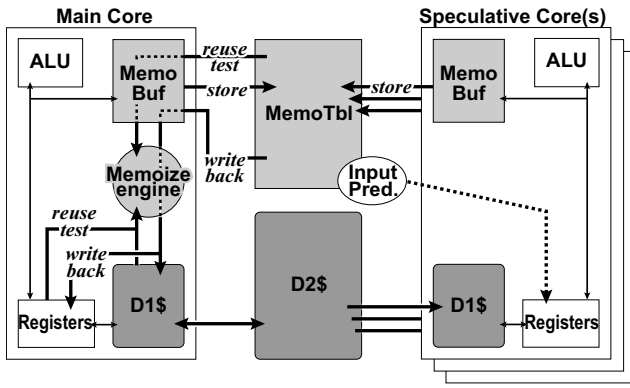 Main Core
Speculative Core(s)
ALU
Memo
Buf
reuse
test
store
MemoTbl
store
Memo
Buf
ALU
write
back
Input
Pred.
Memoize
engine
reuse
test
write
back
D1$
Registers
D2$
D1$
Registers